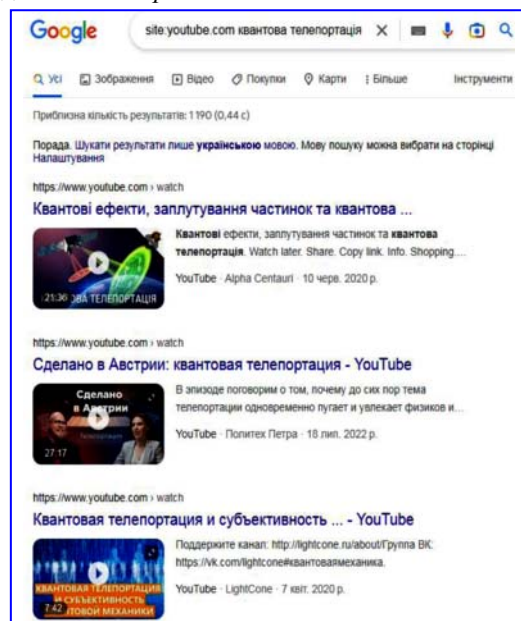 Google
site:youtube.com квантова телепортація
Усі Зображення Відео Покупки Карти Більше Інструменти
Приблизна кількість результатів: 1190 (0,44 с)
Порада. Шукати результати лише українською мовою. Мову пошуку можна вибрати на сторінці
Налаштування
https://www.youtube.com › watch
Квантові ефекти, заплутування частинок та квантова ...
Квантові ефекти, заплутування частинок та квантова
телепортація. Watch later. Share. Copy link. Info. Shopping....
YouTube · Alpha Centauri · 10 черв. 2020 р.
21:36 ТЕЛЕПОРТАЦІЯ
https://www.youtube.com › watch
Сделано в Австрии: квантовая телепортация - YouTube
Сделано
в Австрии
Телепортация
27:17
В эпизоде поговорим о том, почему до сих пор тема
телепортации одновременно пугает и увлекает физиков и...
YouTube · Политех Петра · 18 лип. 2022 р.
https://www.youtube.com › watch
Квантовая телепортация и субъективность ... - YouTube
Поддержите канал: http://lightcone.ru/about/Группа ВК:
https://vk.com/lightcone#квантоваямеханика.
YouTube · LightCone · 7 квіт. 2020 р.
КВАНТОВАЯ ТЕЛЕПОРТАЦИЯ
И СУБЪЕКТИВНОСТЬ
7:42